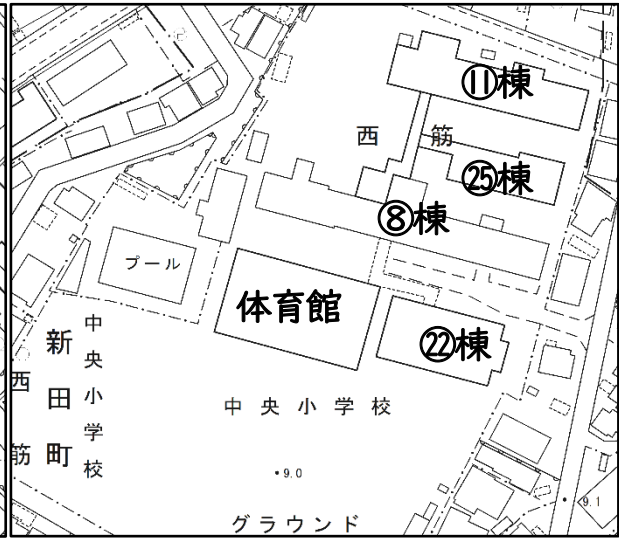 ⑪棟
西筋
㉕棟
⑧棟
プール
体育館
㉒棟
中央小学校
新田町
西筋
中央小学校
・9.0
・9.1
グラウンド